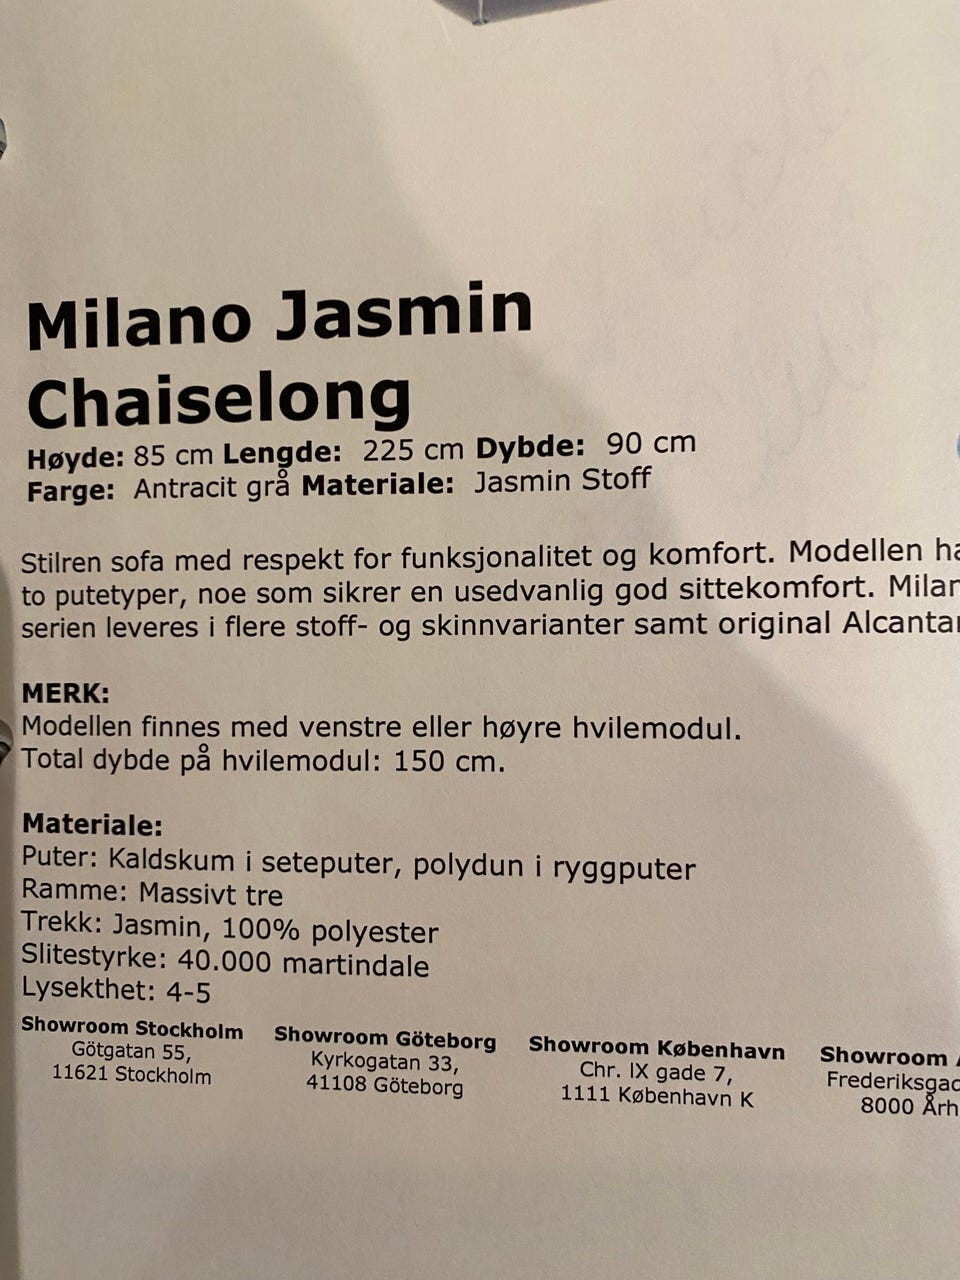 Milano Jasmin
Chaiselong
Høyde: 85 cm Lengde: 225 cm Dybde: 90 cm
Farge: Antracit grå Materiale: Jasmin Stoff
Stilren sofa med respekt for funksjonalitet og komfort. Modellen
to putetyper, noe som sikrer en usedvanlig god sittekomfort.
serien leveres i flere stoff- og skinnvarianter samt original
MERK:
Modellen finnes med venstre eller høyre hvilemodul.
Total dybde på hvilemodul: 150 cm.
Materiale:
Puter: Kaldskum i seteputer, polydun i ryggputer
Ramme: Massivt tre
Trekk: Jasmin, 100% polyester
Slitestyrke: 40.000 martindale
Lysekthet: 4-5
Showroom Stockholm Showroom Göteborg Showroom København Showroom
Götgatan 55, Kyrkogatan 33, Chr. IX gade 7,
11621 Stockholm 41108 Göteborg 1111 København K 8000